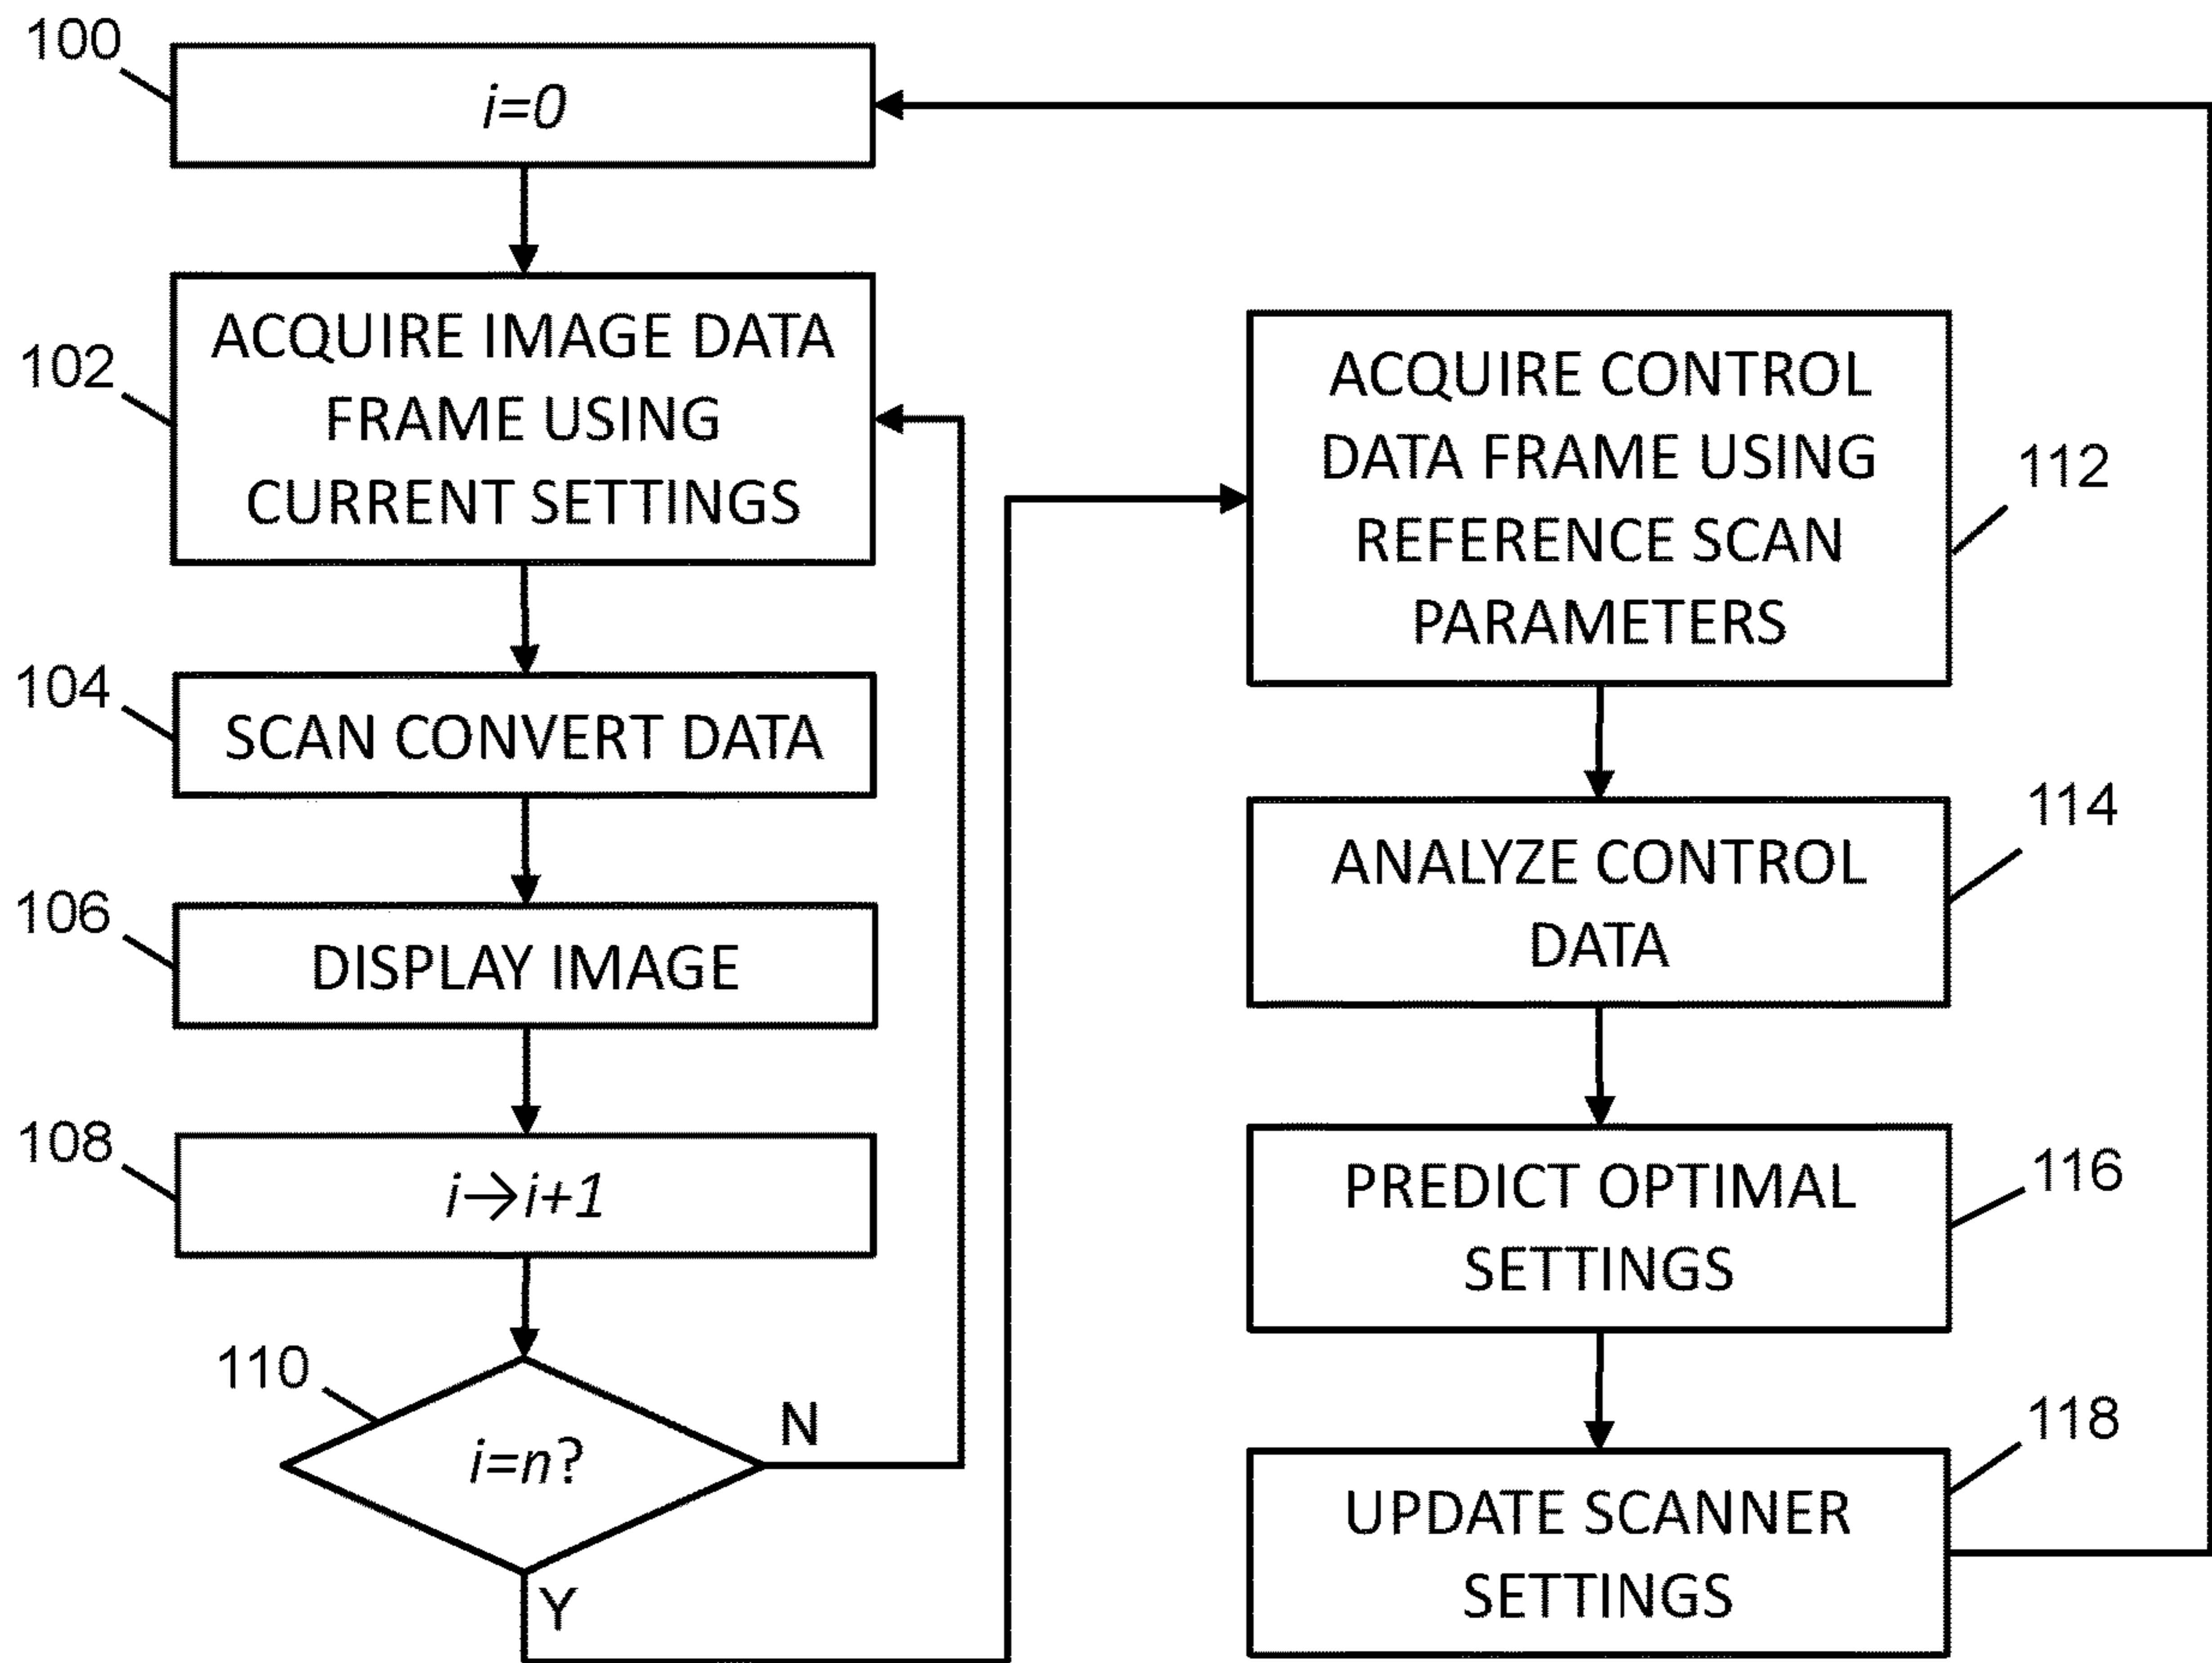 100
i=0
102
ACQUIRE IMAGE DATA
FRAME USING
CURRENT SETTINGS
104
SCAN CONVERT DATA
106
DISPLAY IMAGE
108
i→i+1
110
i=n?
N
Y
ACQUIRE CONTROL
DATA FRAME USING
REFERENCE SCAN
PARAMETERS
112
ANALYZE CONTROL
DATA
114
PREDICT OPTIMAL
SETTINGS
116
UPDATE SCANNER
SETTINGS
118